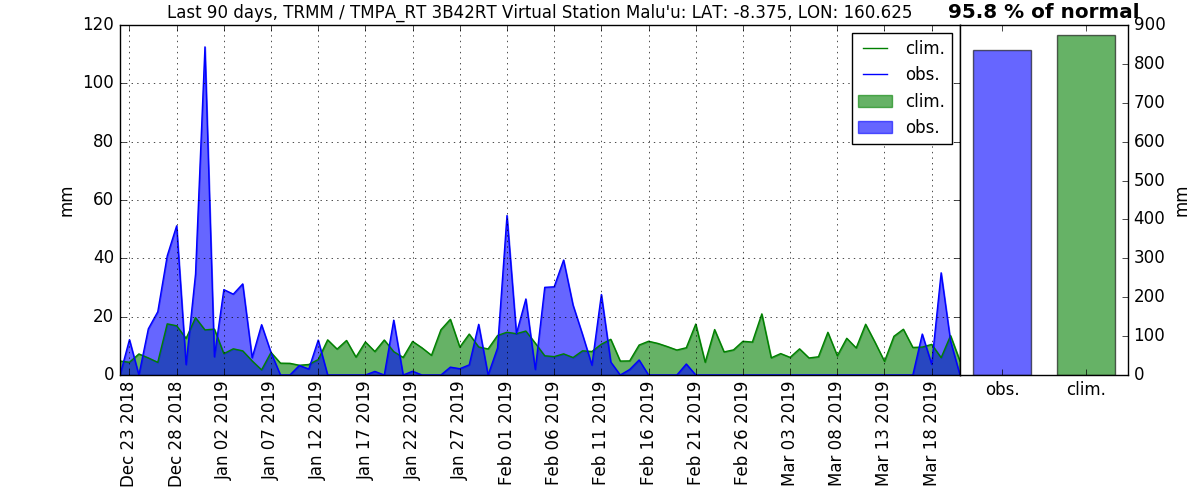 Last 90 days, TRMM / TMPA_RT 3B42RT Virtual Station Malu'u: LAT: -8.375, LON: 160.625
95.8 % of normal
mm
120
100
80
60
40
20
0
clim.
obs.
clim.
obs.
900
800
700
600
500
400
300
200
100
0
mm
obs.
clim.
Dec 23 2018
Dec 28 2018
Jan 02 2019
Jan 07 2019
Jan 12 2019
Jan 17 2019
Jan 22 2019
Jan 27 2019
Feb 01 2019
Feb 06 2019
Feb 11 2019
Feb 16 2019
Feb 21 2019
Feb 26 2019
Mar 03 2019
Mar 08 2019
Mar 13 2019
Mar 18 2019